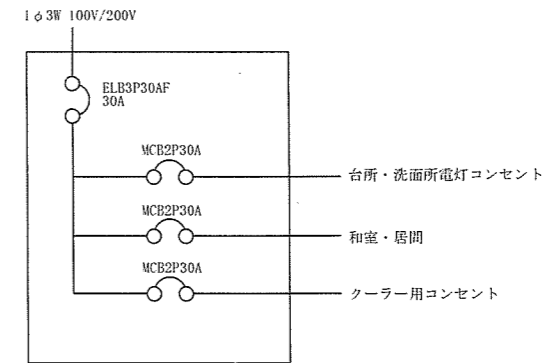 1φ3W 100V/200V
ELB3P30AF
30A
MCB2P30A
台所・洗面所電灯コンセント
MCB2P30A
和室・居間
MCB2P30A
クーラー用コンセント